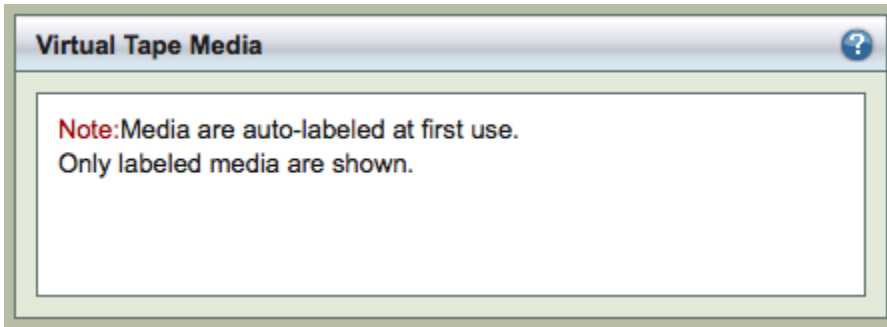 Virtual Tape Media
?
Note:Media are auto-labeled at first use.
Only labeled media are shown.